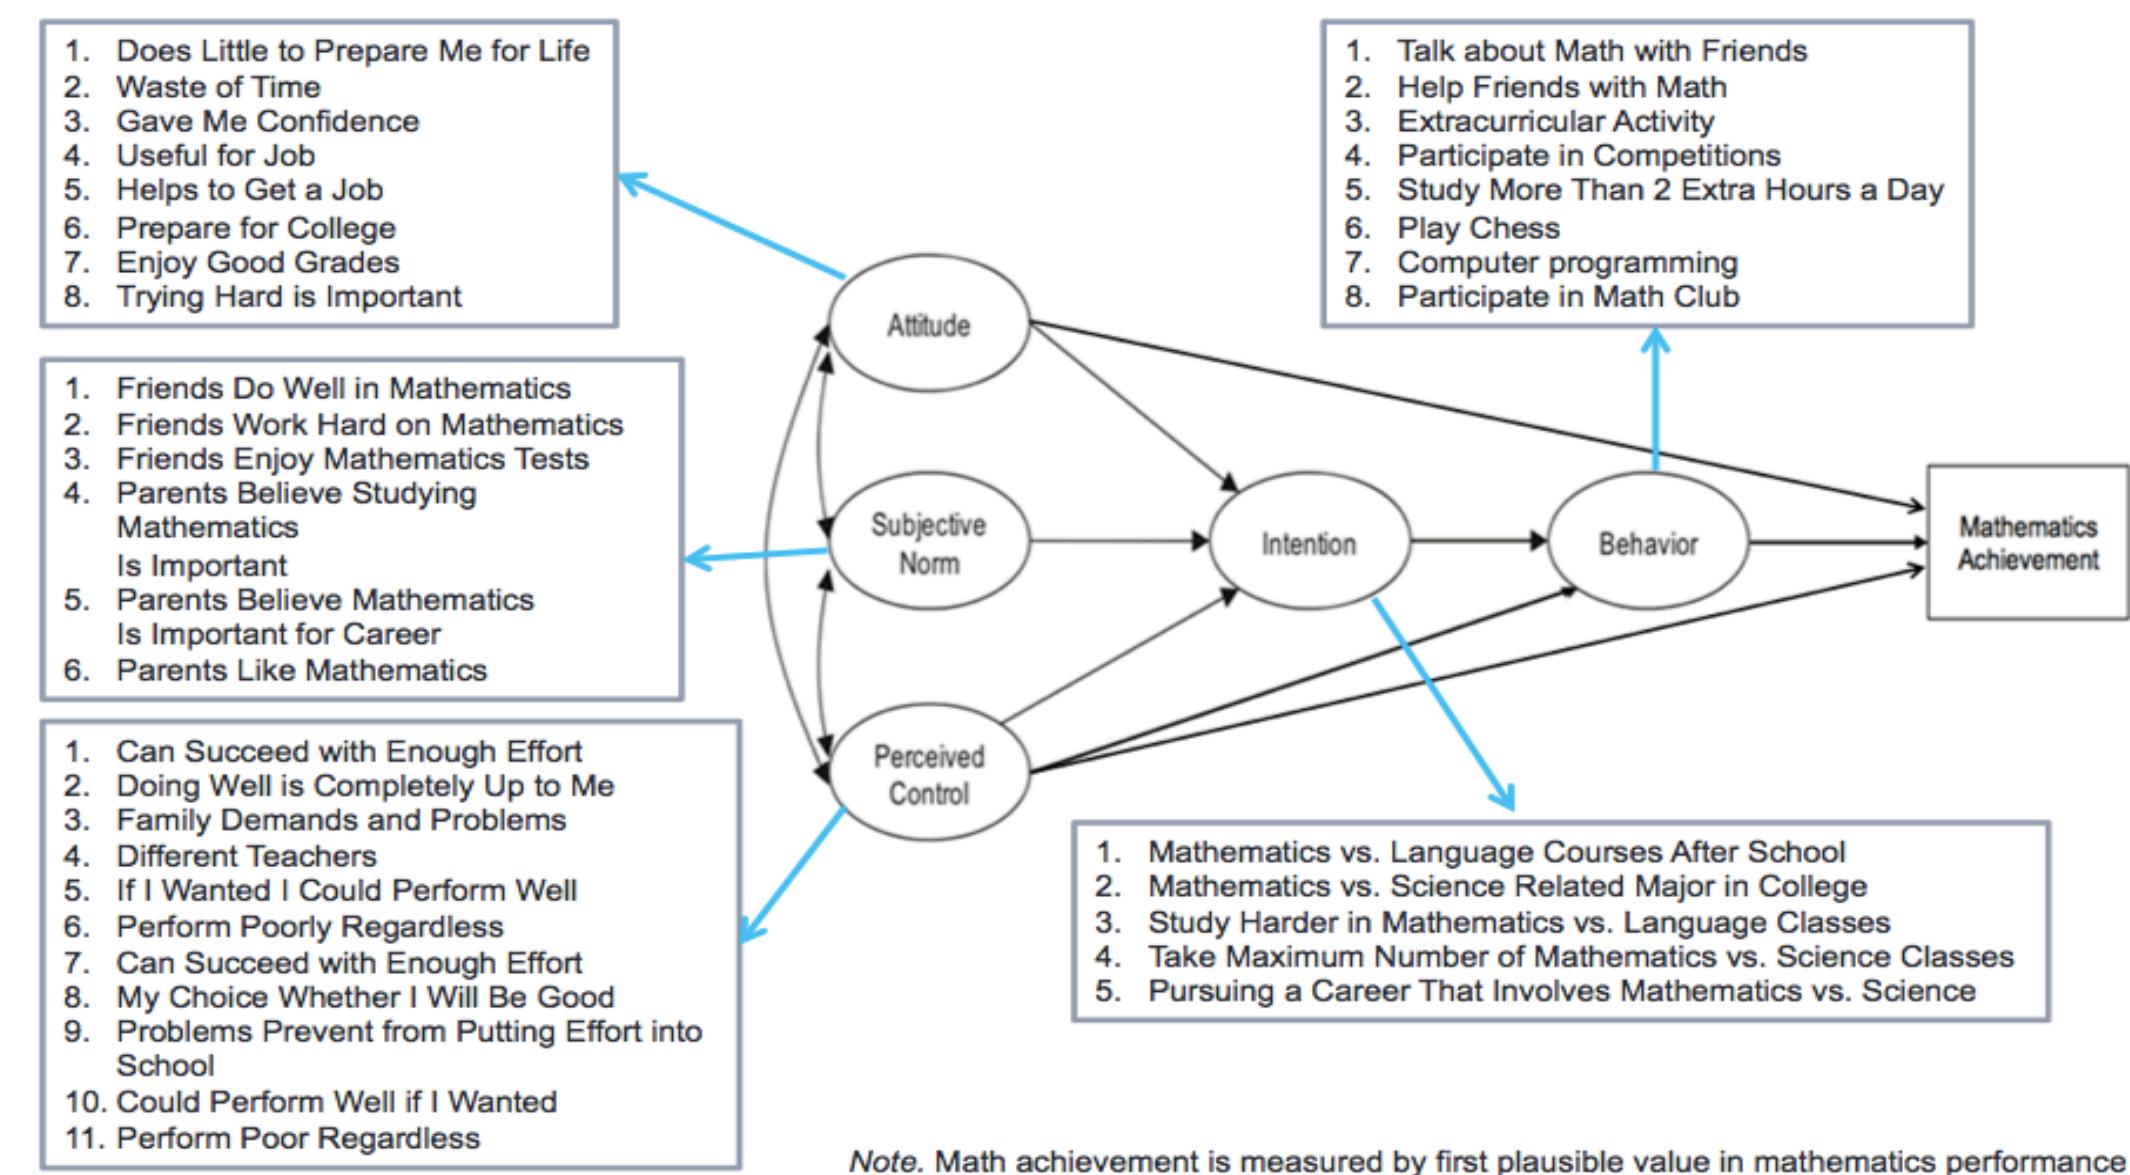 1. Does Little to Prepare Me for Life
2. Waste of Time
3. Gave Me Confidence
4. Useful for Job
5. Helps to Get a Job
6. Prepare for College
7. Enjoy Good Grades
8. Trying Hard is Important
1. Talk about Math with Friends
2. Help Friends with Math
3. Extracurricular Activity
4. Participate in Competitions
5. Study More Than 2 Extra Hours a Day
6. Play Chess
7. Computer programming
8. Participate in Math Club
1. Friends Do Well in Mathematics
2. Friends Work Hard on Mathematics
3. Friends Enjoy Mathematics Tests
4. Parents Believe Studying
Mathematics
Is Important
5. Parents Believe Mathematics
Is Important for Career
6. Parents Like Mathematics
1. Can Succeed with Enough Effort
2. Doing Well is Completely Up to Me
3. Family Demands and Problems
4. Different Teachers
5. If I Wanted I Could Perform Well
6. Perform Poorly Regardless
7. Can Succeed with Enough Effort
8. My Choice Whether I Will Be Good
9. Problems Prevent from Putting Effort into
School
10. Could Perform Well if I Wanted
11. Perform Poor Regardless
Attitude
Subjective
Norm
Perceived
Control
Intention
Behavior
Mathematics
Achievement
1. Mathematics vs. Language Courses After School
2. Mathematics vs. Science Related Major in College
3. Study Harder in Mathematics vs. Language Classes
4. Take Maximum Number of Mathematics vs. Science Classes
5. Pursuing a Career That Involves Mathematics vs. Science
Note. Math achievement is measured by first plausible value in mathematics performance